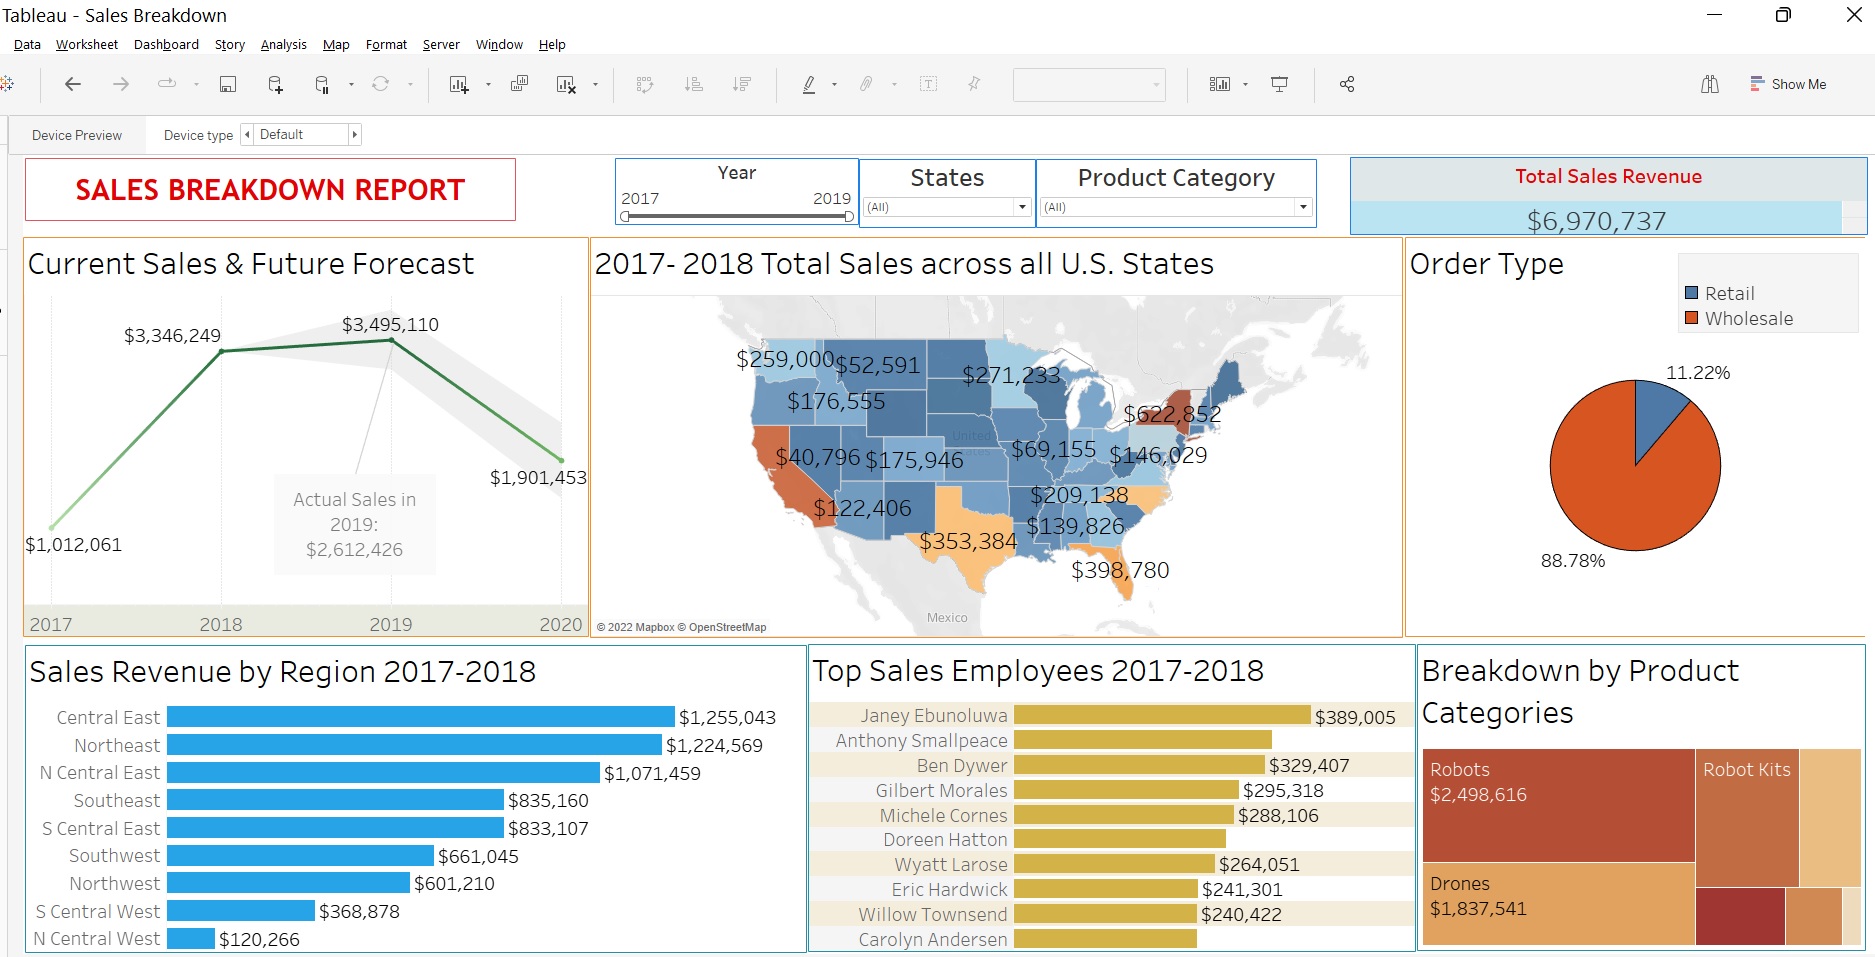 Tableau - Sales Breakdown
Data Worksheet Dashboard Story Analysis Map Format Server Window Help
Show Me
Device Preview Device type Default
SALES BREAKDOWN REPORT
Year
2017 2019
States
(All)
Product Category
(All)
Total Sales Revenue
$6,970,737
Current Sales & Future Forecast
$3,346,249
$3,495,110
$1,901,453
$1,012,061
Actual Sales in
2019:
$2,612,426
2017 2018 2019 2020
2017- 2018 Total Sales across all U.S. States
$259,000
$52,591
$271,233
$176,555
$622,852
United
$40,796
$175,946
$69,155
$146,029
$122,406
$209,138
$139,826
$353,384
$398,780
Mexico
© 2022 Mapbox © OpenStreetMap
Order Type
Retail
Wholesale
11.22%
88.78%
Sales Revenue by Region 2017-2018
Central East $1,255,043
Northeast $1,224,569
N Central East $1,071,459
Southeast $835,160
S Central East $833,107
Southwest $661,045
Northwest $601,210
S Central West $368,878
N Central West $120,266
Top Sales Employees 2017-2018
Janey Ebunoluwa $389,005
Anthony Smallpeace
Ben Dywer $329,407
Gilbert Morales $295,318
Michele Cornes $288,106
Doreen Hatton
Wyatt Larose $264,051
Eric Hardwick $241,301
Willow Townsend $240,422
Carolyn Andersen
Breakdown by Product
Categories
Robots
$2,498,616
Robot Kits
Drones
$1,837,541